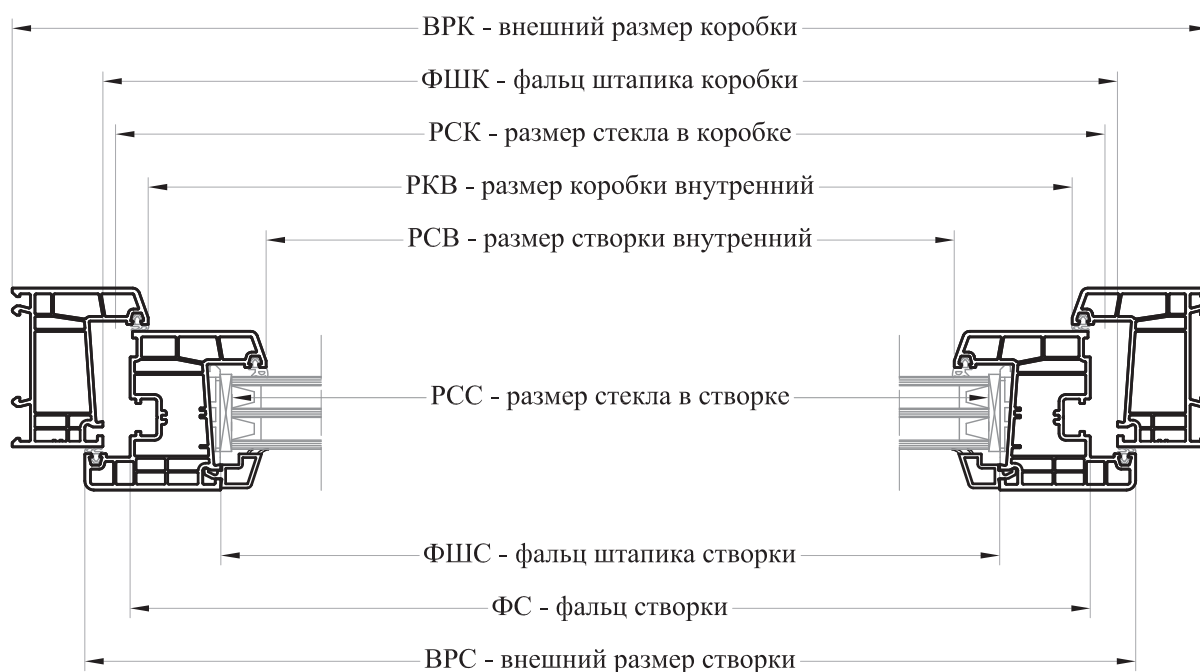 ВРК - внешний размер коробки
ФШК - фальц штапика коробки
РСК - размер стекла в коробке
РКВ - размер коробки внутренний
РСВ - размер створки внутренний
РСС - размер стекла в створке
ФШС - фальц штапика створки
ФС - фальц створки
ВРС - внешний размер створки